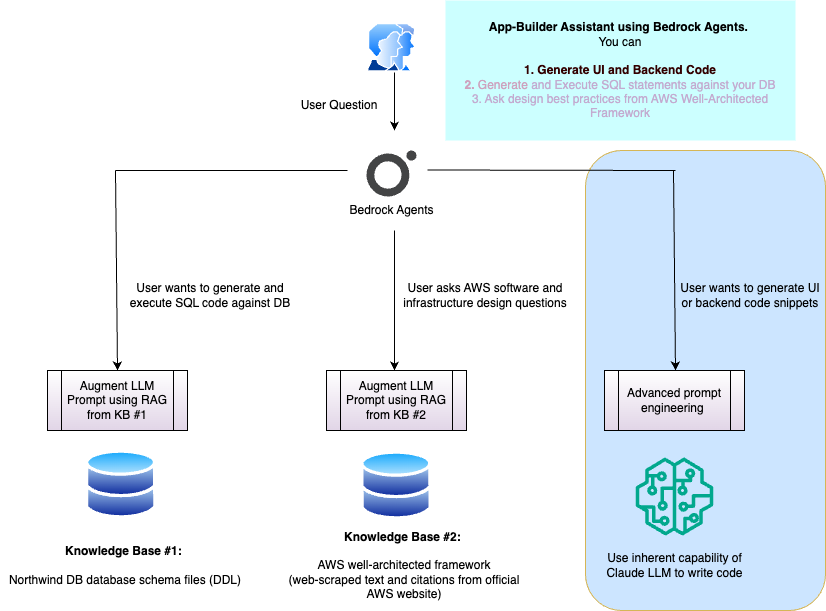 App-Builder Assistant using Bedrock Agents.
You can
1. Generate UI and Backend Code
2. Generate and Execute SQL statements against your DB
3. Ask design best practices from AWS Well-Architected
Framework
User Question
Bedrock Agents
User wants to generate and
execute SQL code against DB
User asks AWS software and
infrastructure design questions
User wants to generate UI
or backend code snippets
Augment LLM
Prompt using RAG
from KB #1
Augment LLM
Prompt using RAG
from KB #2
Advanced prompt
engineering
Knowledge Base #1:
Northwind DB database schema files (DDL)
Knowledge Base #2:
AWS well-architected framework
(web-scraped text and citations from official
AWS website)
Use inherent capability of
Claude LLM to write code